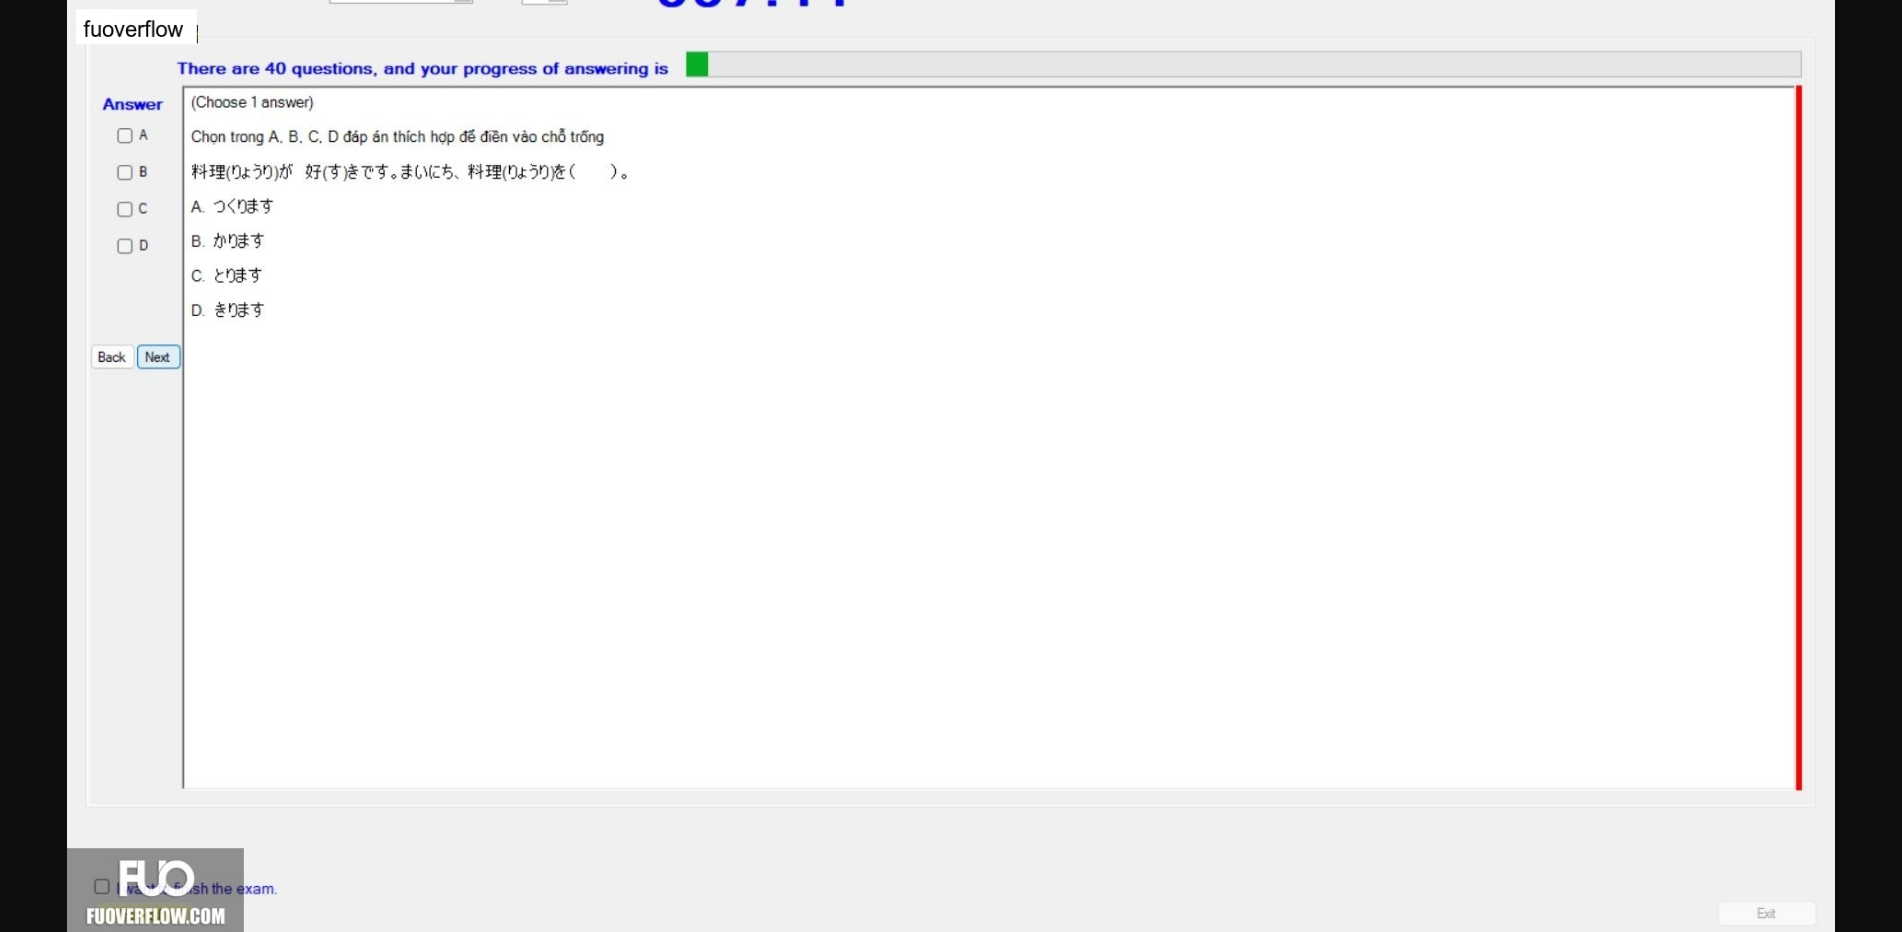 fuoverflow
There are 40 questions, and your progress of answering is
Answer
(Choose 1 answer)
A
Chọn trong A, B, C, D đáp án thích hợp để điền vào chỗ trống
B
料理(りょうり)が 好(す)きです。まいにち、料理(りょうり)を( )。
C
A. つくります
D
B. かります
C. とります
D. きります
Back
Next
FUO
finish the exam.
FUOVERFLOW.COM
Exit